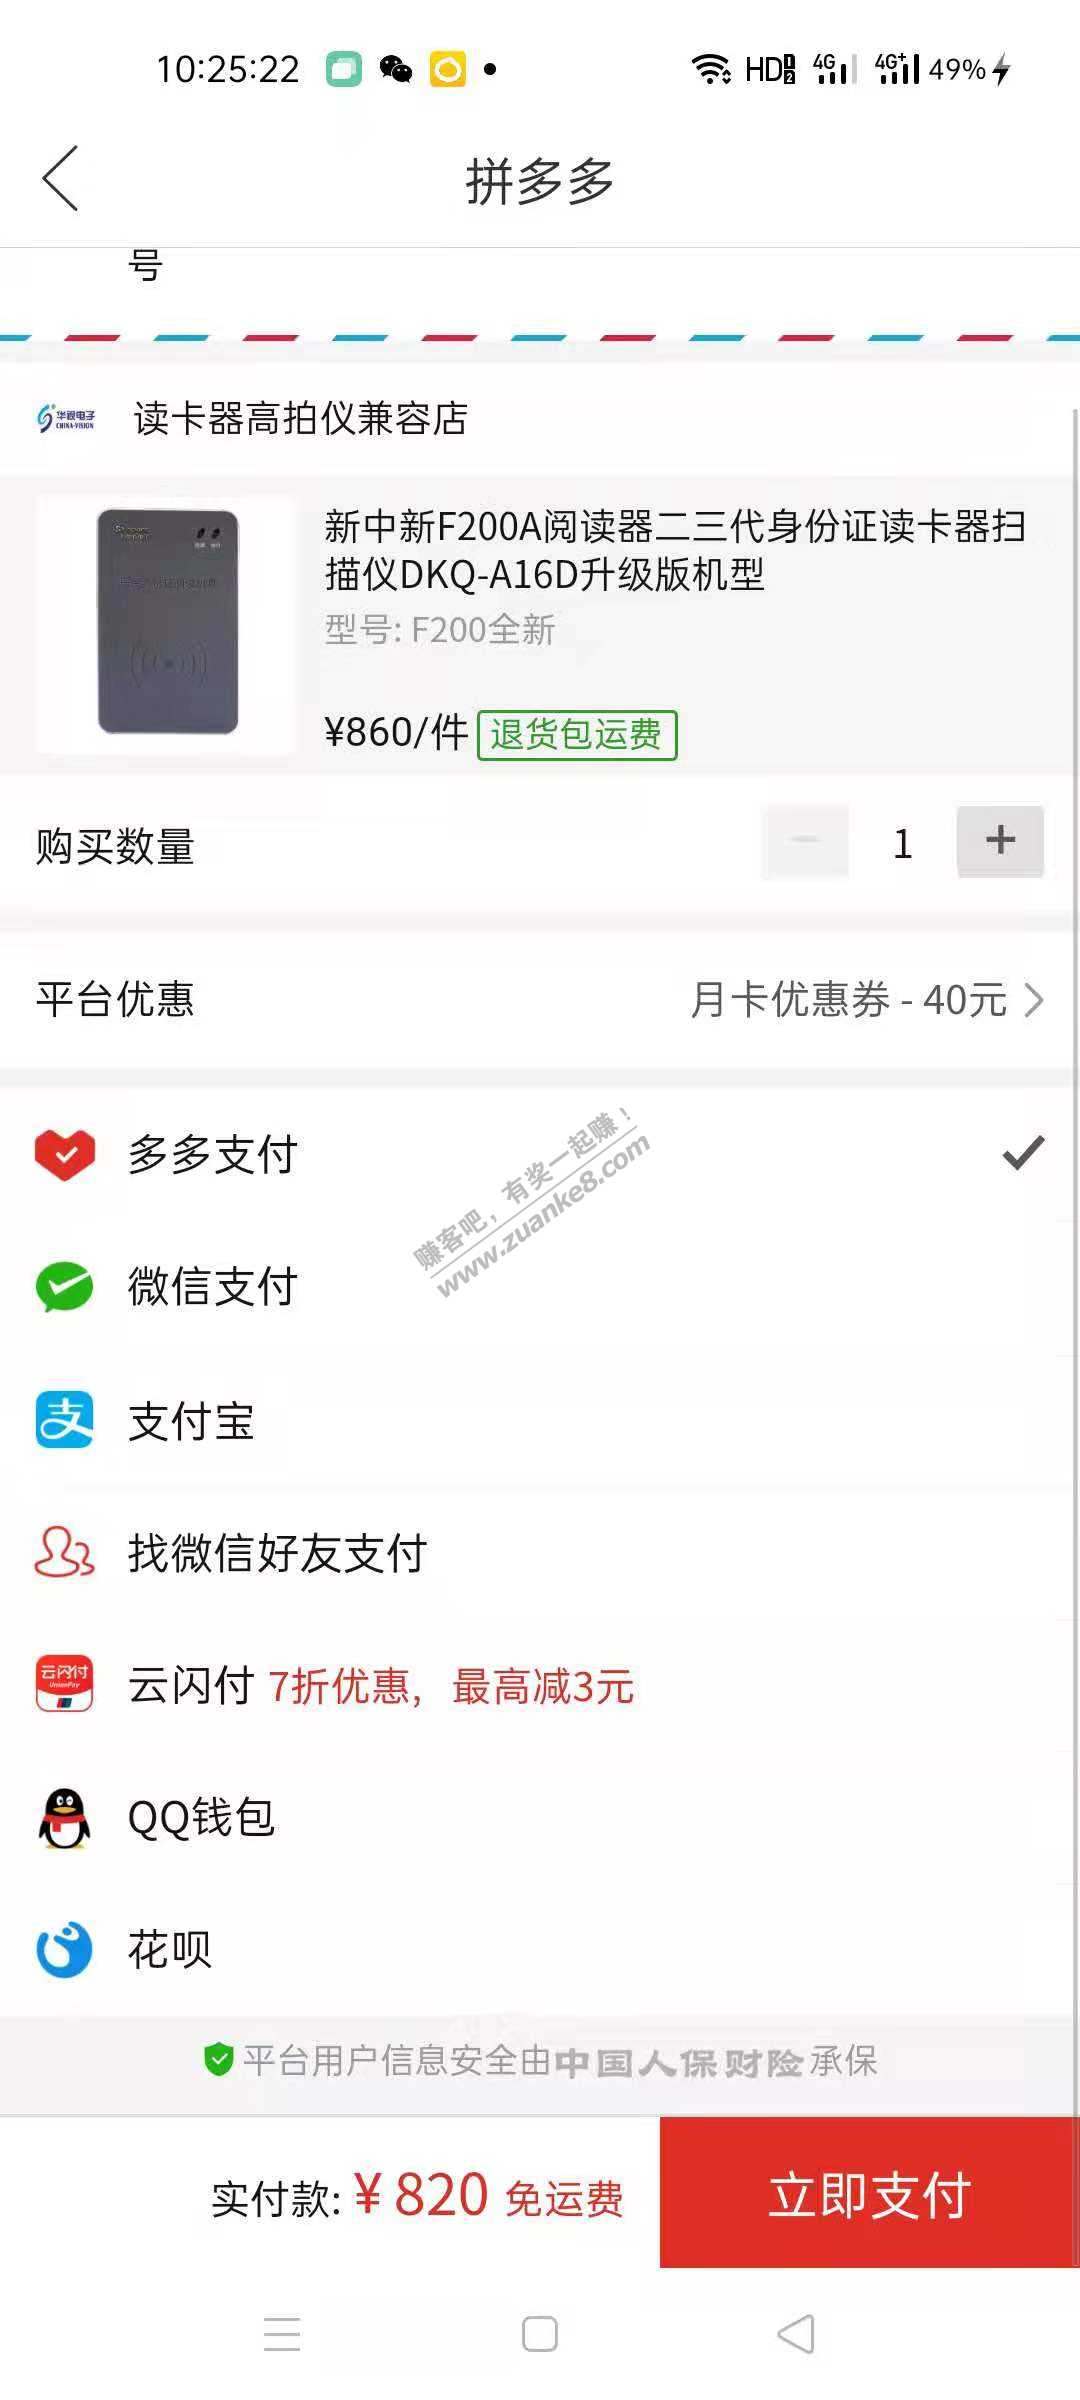 10:25:22
HD 1 2 4G 4G+ 49%
拼多多
号
华视电子
CHINA-VISION
读卡器高拍仪兼容店
新中新F200A阅读器二三代身份证读卡器扫
描仪DKQ-A16D升级版机型
型号: F200全新
¥860/件 退货包运费
购买数量 1 +
平台优惠 月卡优惠券 - 40元
多多支付
赚客吧，有奖一起赚！
www.zuanke8.com
微信支付
支 支付宝
找微信好友支付
云闪付
UnionPay
云闪付 7折优惠，最高减3元
QQ钱包
花呗
平台用户信息安全由中国人保财险承保
实付款: ¥ 820 免运费
立即支付